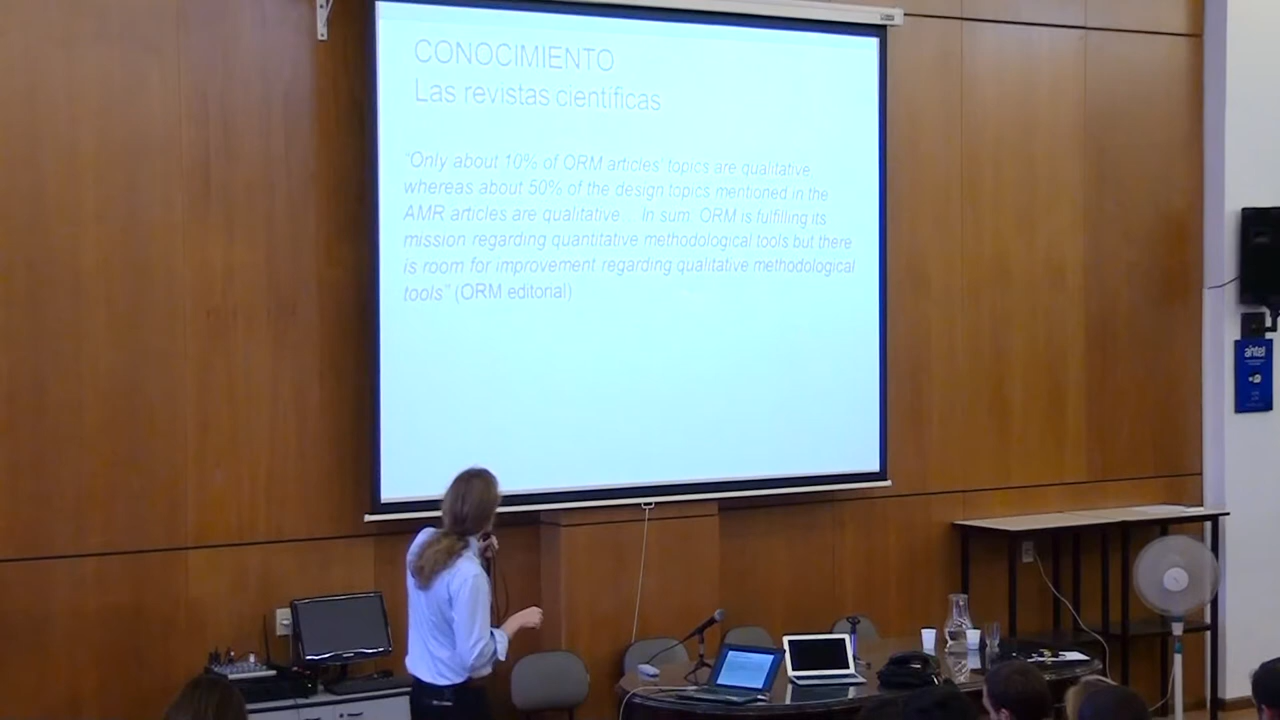 CONOCIMIENTO
Las revistas científicas
"Only about 10% of ORM articles' topics are qualitative
whereas about 50% of the design topics mentioned in the
AMR articles are qualitative... In sum: ORM is fulfilling its
mission regarding quantitative methodological tools but there
is room for improvement regarding qualitative methodological
tools" (ORM editorial)
antel